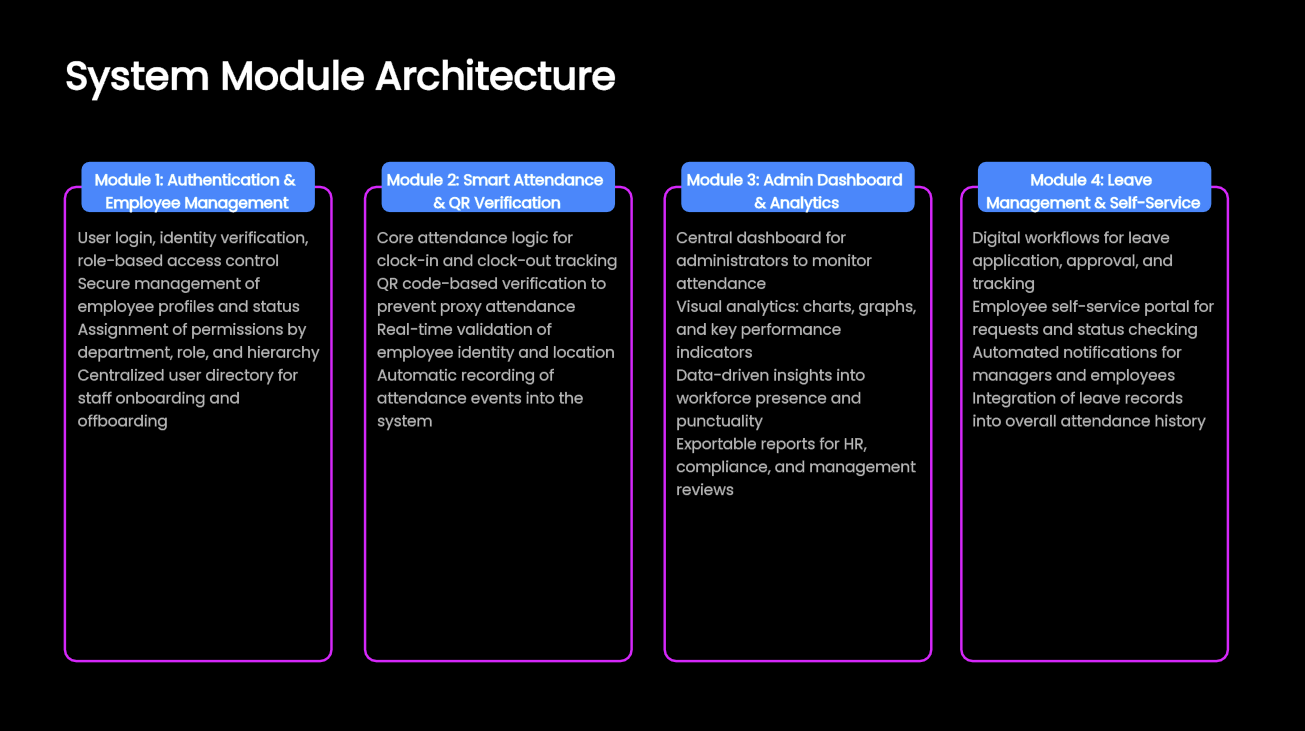 System Module Architecture
Module 1: Authentication &
Employee Management
User login, identity verification,
role-based access control
Secure management of
employee profiles and status
Assignment of permissions by
department, role, and hierarchy
Centralized user directory for
staff onboarding and
offboarding
Module 2: Smart Attendance
& QR Verification
Core attendance logic for
clock-in and clock-out tracking
QR code-based verification to
prevent proxy attendance
Real-time validation of
employee identity and location
Automatic recording of
attendance events into the
system
Module 3: Admin Dashboard
& Analytics
Central dashboard for
administrators to monitor
attendance
Visual analytics: charts, graphs,
and key performance
indicators
Data-driven insights into
workforce presence and
punctuality
Exportable reports for HR,
compliance, and management
reviews
Module 4: Leave
Management & Self-Service
Digital workflows for leave
application, approval, and
tracking
Employee self-service portal for
requests and status checking
Automated notifications for
managers and employees
Integration of leave records
into overall attendance history